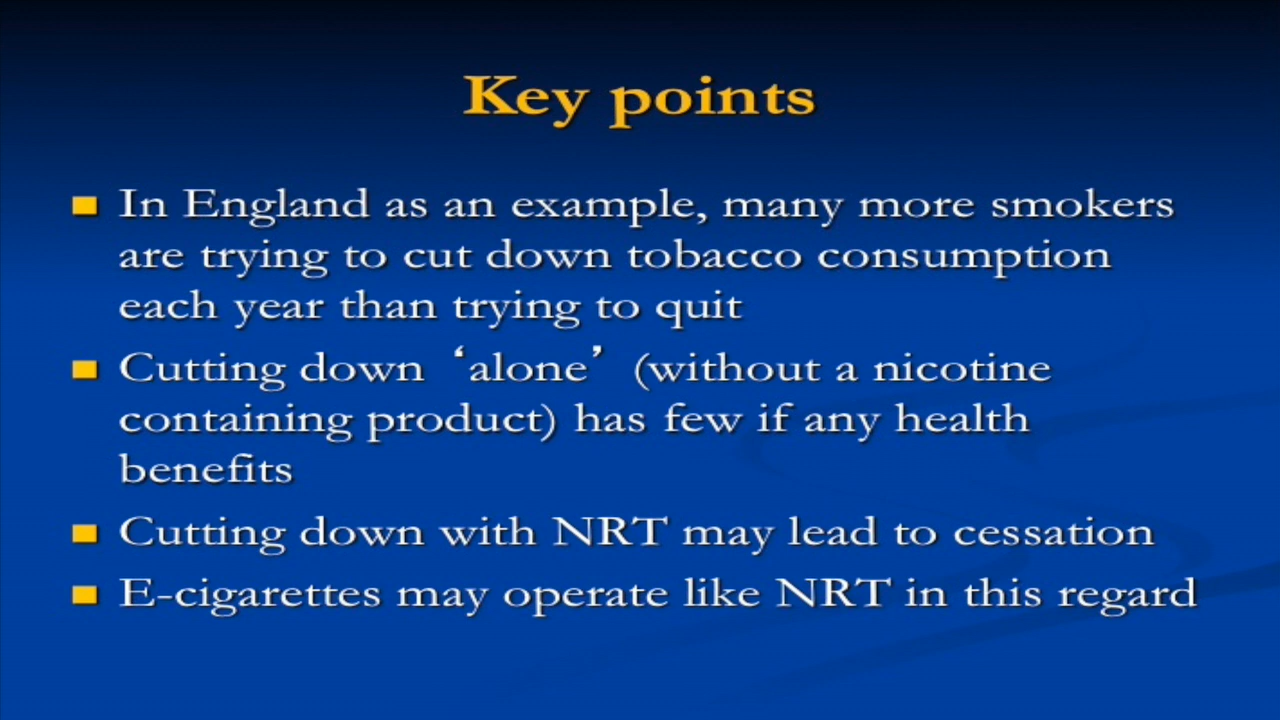 Key points
In England as an example, many more smokers
are trying to cut down tobacco consumption
each year than trying to quit
Cutting down ‘alone’ (without a nicotine
containing product) has few if any health
benefits
Cutting down with NRT may lead to cessation
E-cigarettes may operate like NRT in this regard